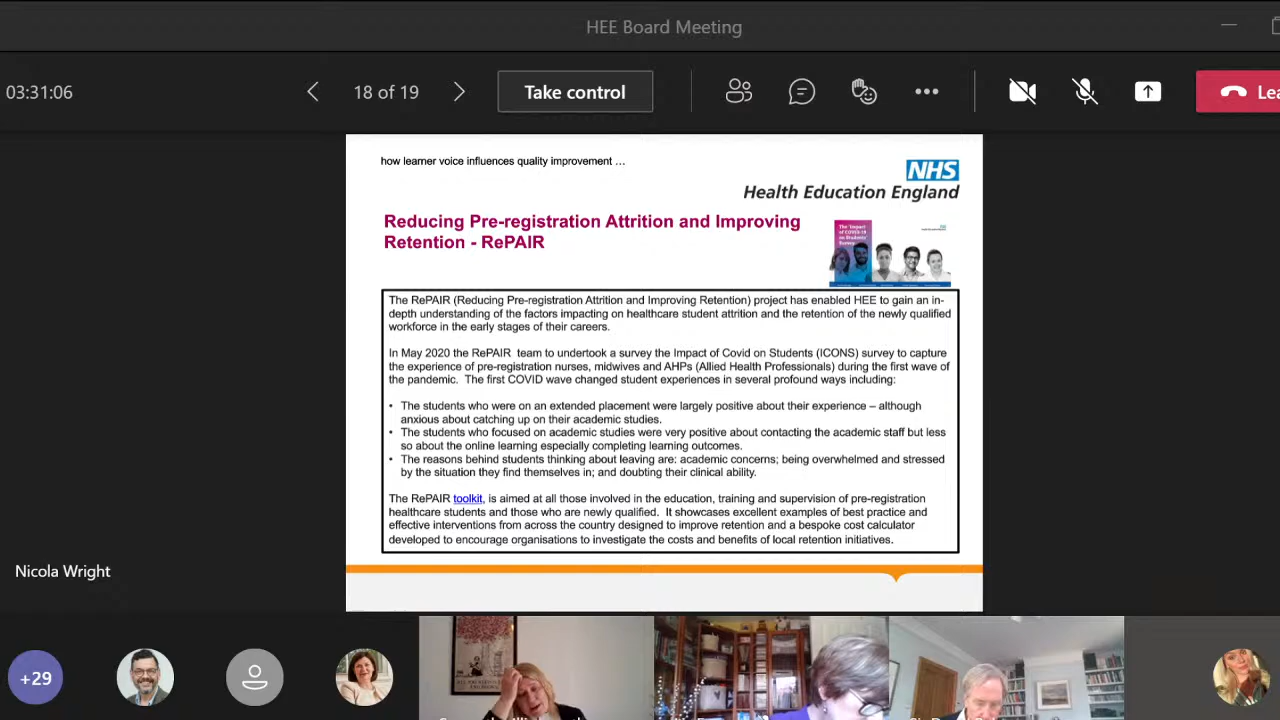 HEE Board Meeting
03:31:06
18 of 19
Take control
Lea
how learner voice influences quality improvement ...
NHS
Health Education England
Reducing Pre-registration Attrition and Improving
Retention - RePAIR
The Impact
of COVID-19
on Students'
Survey
The RePAIR (Reducing Pre-registration Attrition and Improving Retention) project has enabled HEE to gain an in-
depth understanding of the factors impacting on healthcare student attrition and the retention of the newly qualified
workforce in the early stages of their careers.
In May 2020 the RePAIR team to undertook a survey the Impact of Covid on Students (ICONS) survey to capture
the experience of pre-registration nurses, midwives and AHPs (Allied Health Professionals) during the first wave of
the pandemic. The first COVID wave changed student experiences in several profound ways including:
• The students who were on an extended placement were largely positive about their experience – although
anxious about catching up on their academic studies.
• The students who focused on academic studies were very positive about contacting the academic staff but less
so about the online learning especially completing learning outcomes.
• The reasons behind students thinking about leaving are: academic concerns; being overwhelmed and stressed
by the situation they find themselves in; and doubting their clinical ability.
The RePAIR toolkit, is aimed at all those involved in the education, training and supervision of pre-registration
healthcare students and those who are newly qualified. It showcases excellent examples of best practice and
effective interventions from across the country designed to improve retention and a bespoke cost calculator
developed to encourage organisations to investigate the costs and benefits of local retention initiatives.
Nicola Wright
+29